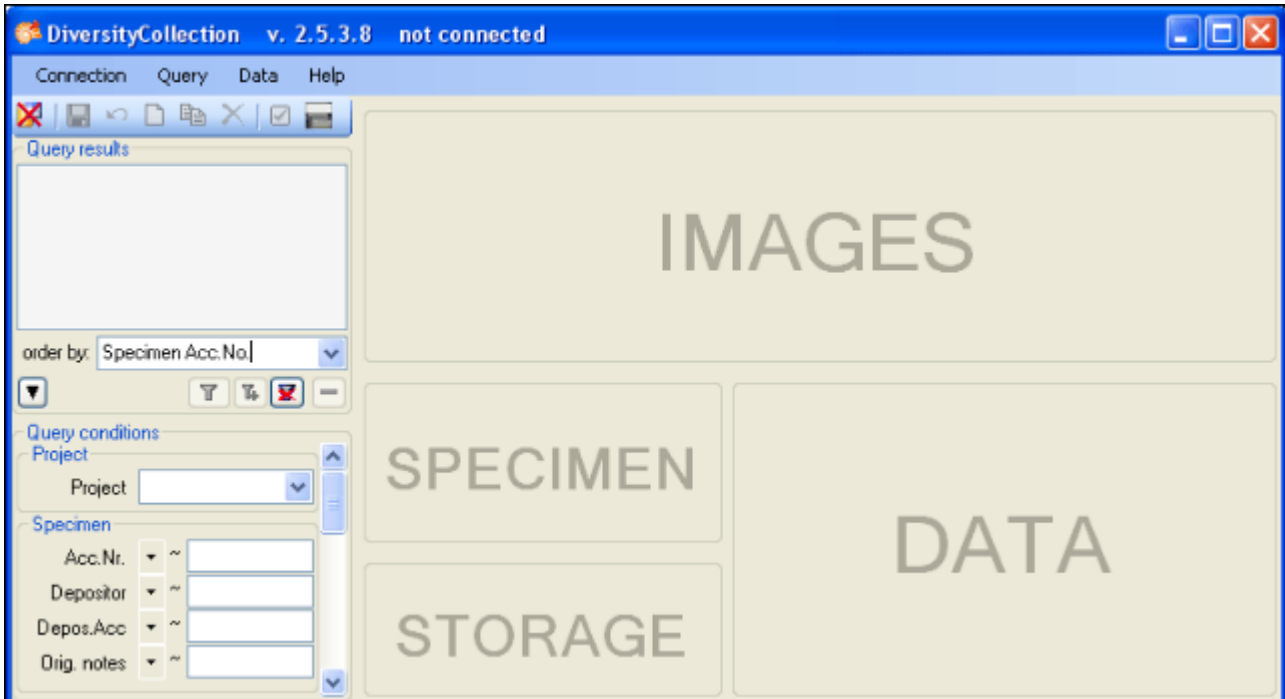 DiversityCollection v. 2.5.3.8 not connected
Connection Query Data Help
Query results
order by: Specimen Acc.No.
Query conditions
Project
Project
Specimen
Acc.Nr. ~
Depositor ~
Depos.Acc ~
Orig. notes ~
IMAGES
SPECIMEN
STORAGE
DATA